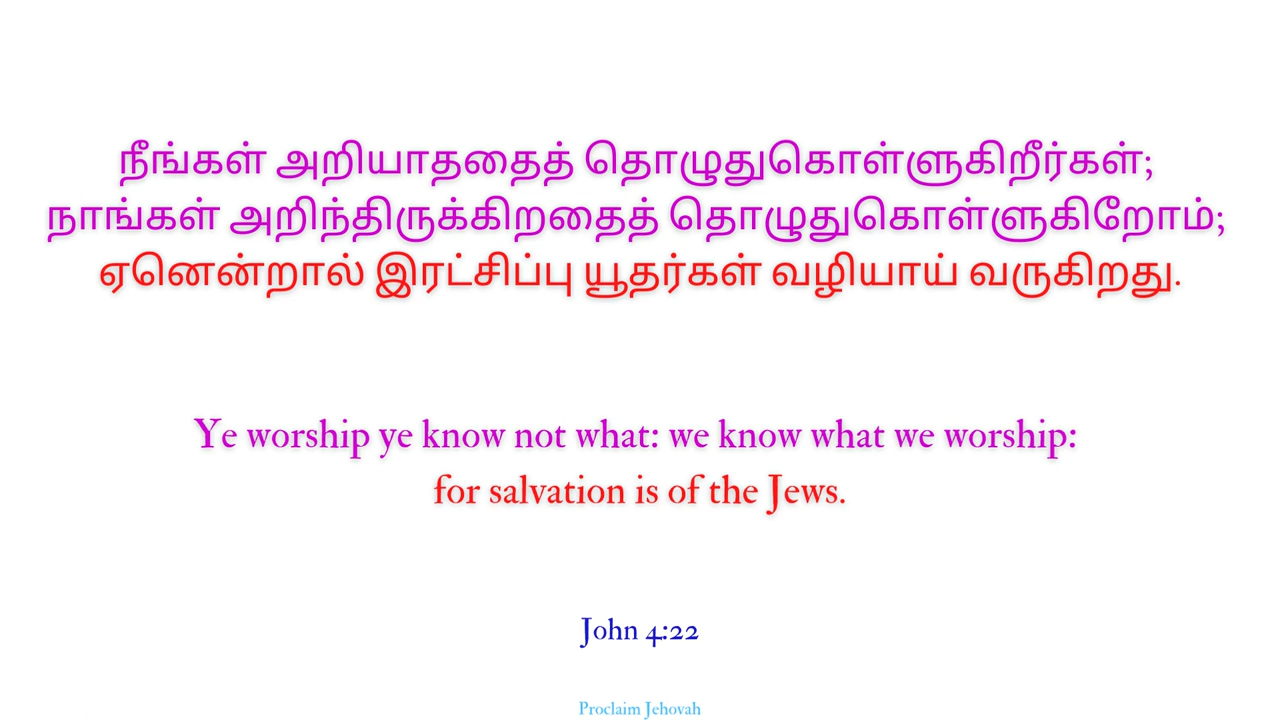 நீங்கள் அறியாததைத் தொழுதுகொள்ளுகிறீர்கள்;
நாங்கள் அறிந்திருக்கிறதைத் தொழுதுகொள்ளுகிறோம்;
ஏனென்றால் இரட்சிப்பு யூதர்கள் வழியாய் வருகிறது.
Ye worship ye know not what: we know what we worship:
for salvation is of the Jews.
John 4:22
Proclaim Jehovah